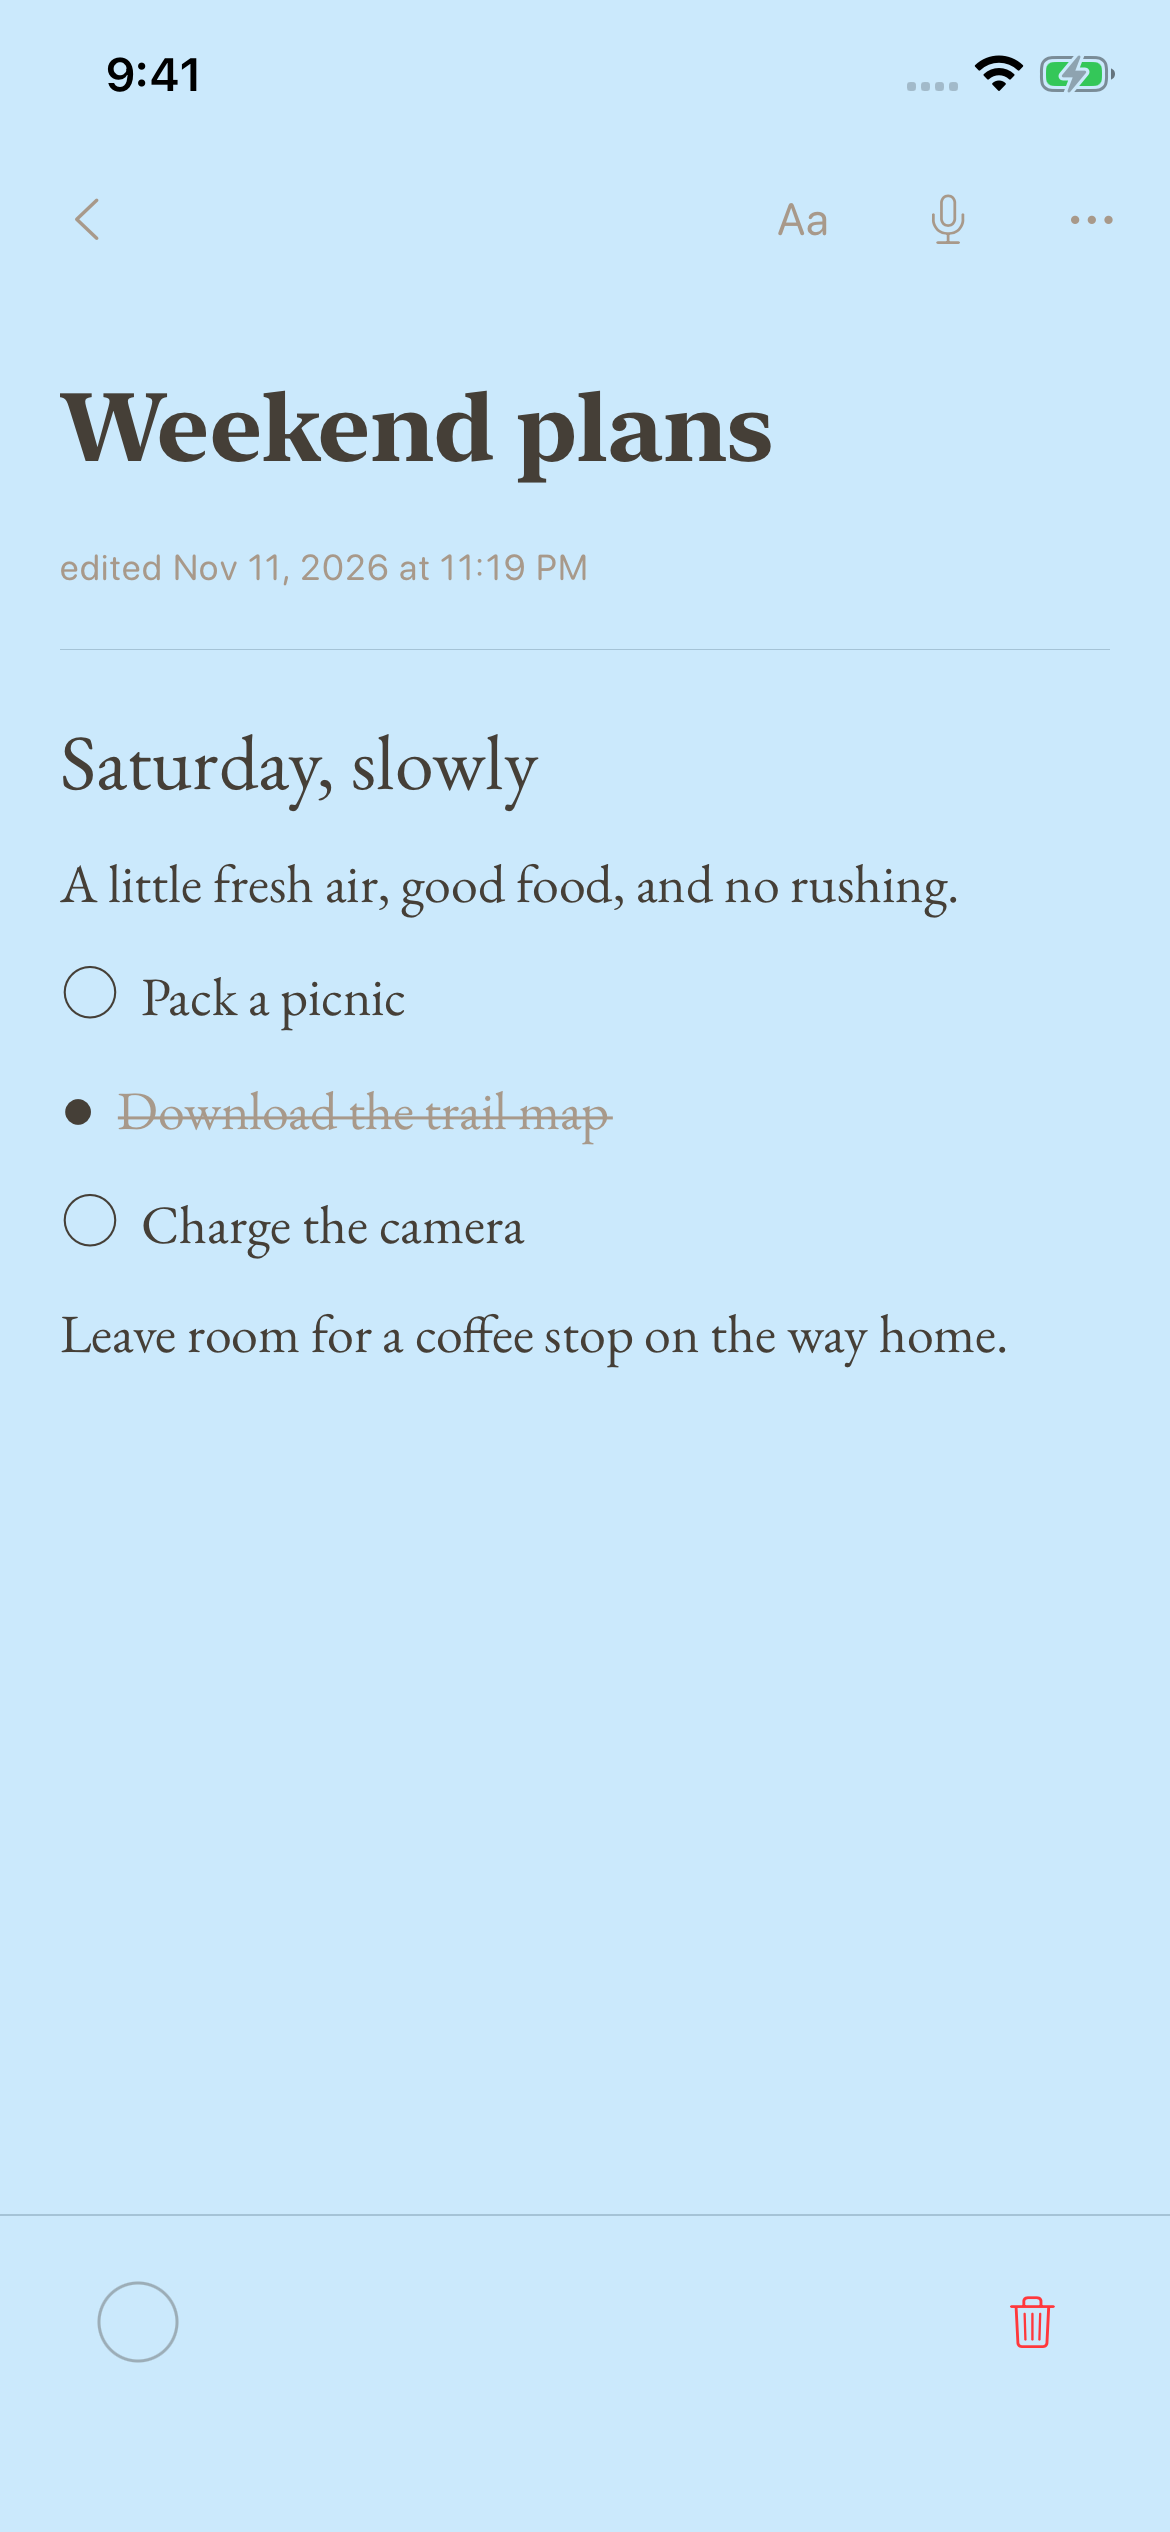 9:41
Aa
Weekend plans
edited Nov 11, 2026 at 11:19 PM
Saturday, slowly
A little fresh air, good food, and no rushing.
Pack a picnic
Download the trail map
Charge the camera
Leave room for a coffee stop on the way home.